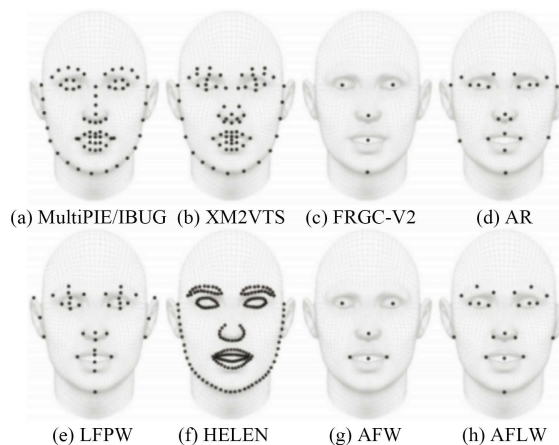 (a) MultiPIE/IBUG (b) XM2VTS (c) FRGC-V2 (d) AR
(e) LFPW (f) HELEN (g) AFW (h) AFLW